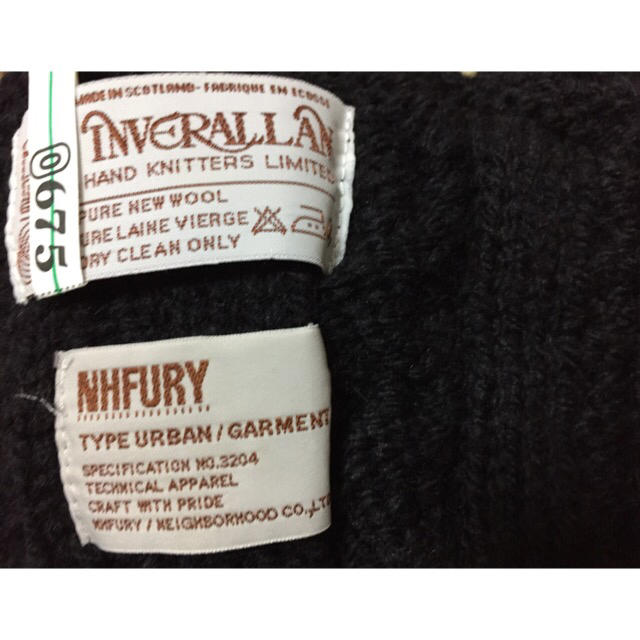 MADE IN SCOTLAND - FABRIQUE EN ECOSSE
INVERALLAN
HAND KNITTERS LIMITED
PURE NEW WOOL
PURE LAINE VIERGE
DRY CLEAN ONLY
0675
NHFURY
TYPE URBAN / GARMENT
SPECIFICATION NO.3204
TECHNICAL APPAREL
CRAFT WITH PRIDE
NHFURY / NEIGHBORHOOD CO.,LTD